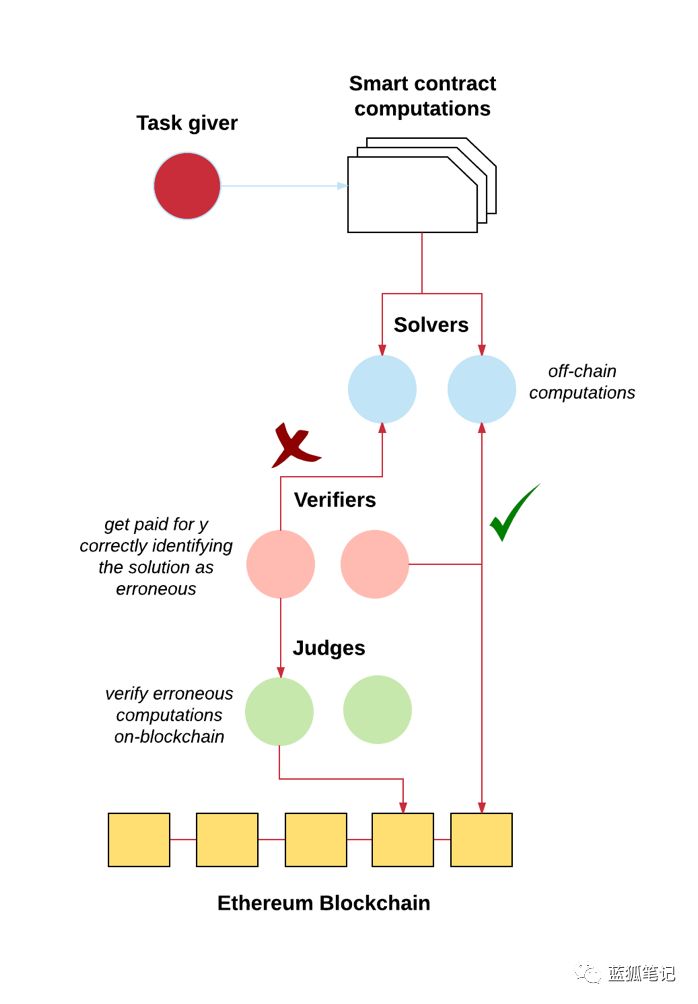 Smart contract
computations
Task giver
Solvers
off-chain
computations
Verifiers
get paid for y
correctly identifying
the solution as
erroneous
Judges
verify erroneous
computations
on-blockchain
Ethereum Blockchain
蓝狐笔记